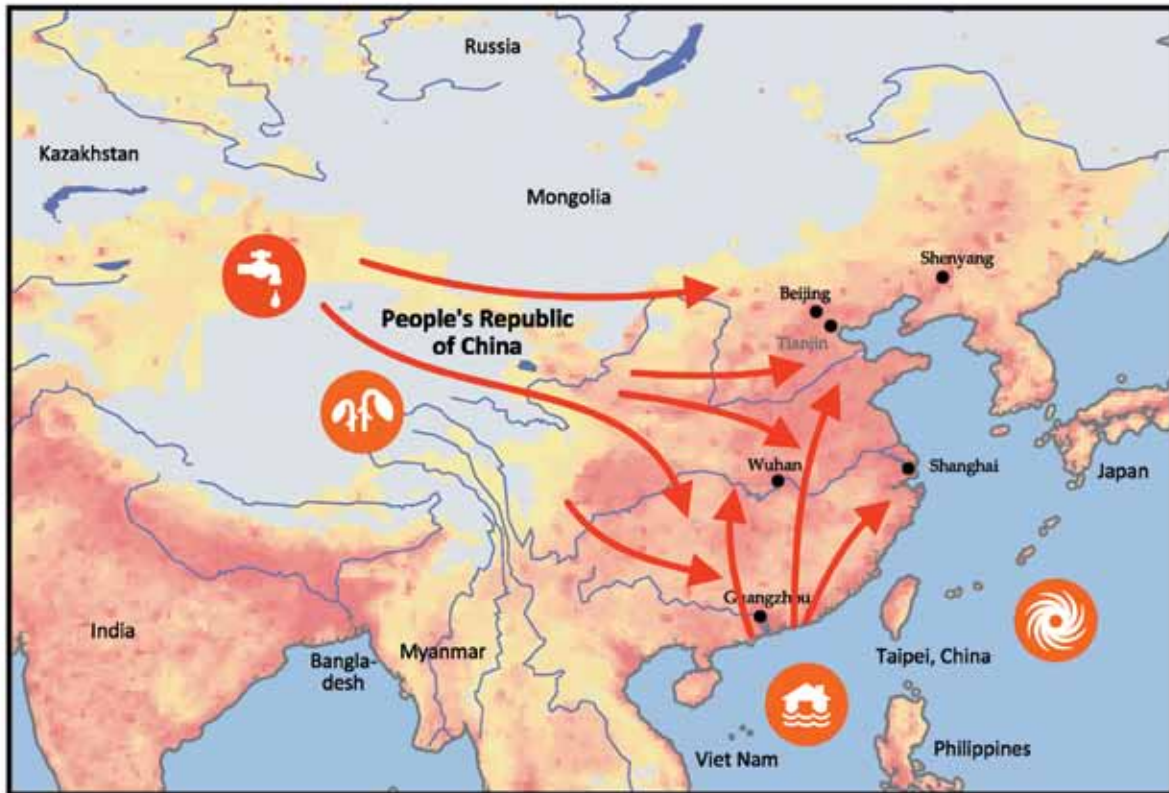 Russia
Kazakhstan
Mongolia
Shenyang
Beijing
People's Republic
of China
Tianjin
Wuhan
Shanghai
Japan
Guangzhou
India
Bangla-
desh
Myanmar
Taipei, China
Viet Nam
Philippines